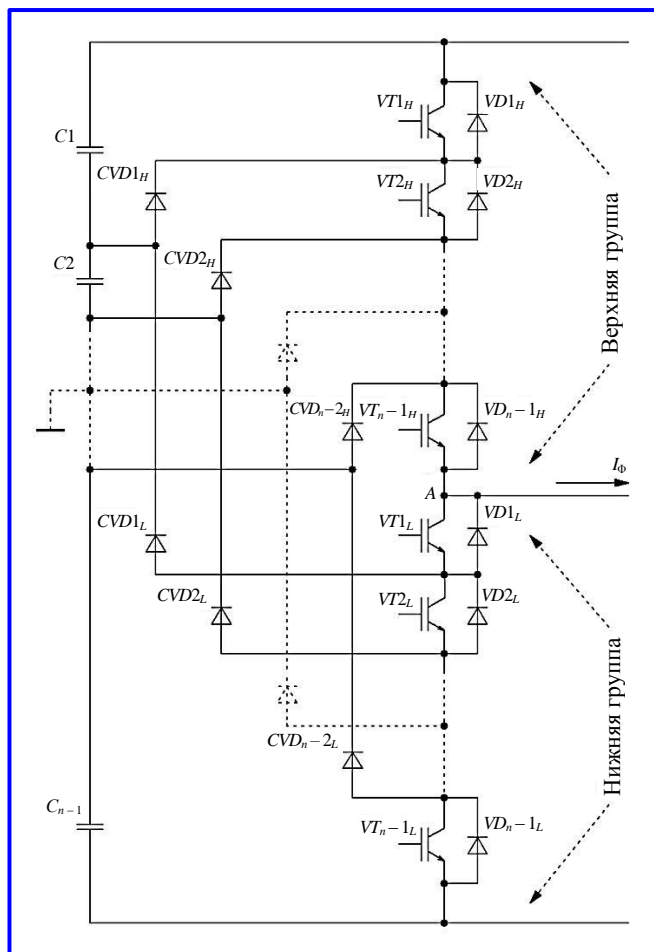 VT1H
VD1H
C1
CVD1H
VT2H
VD2H
C2
CVD2H
Верхняя группа
CVDn−2H
VTn−1H
VDn−1H
IФ
A
CVD1L
VT1L
VD1L
CVD2L
VT2L
VD2L
CVDn−2L
Нижняя группа
Cn−1
VTn−1L
VDn−1L